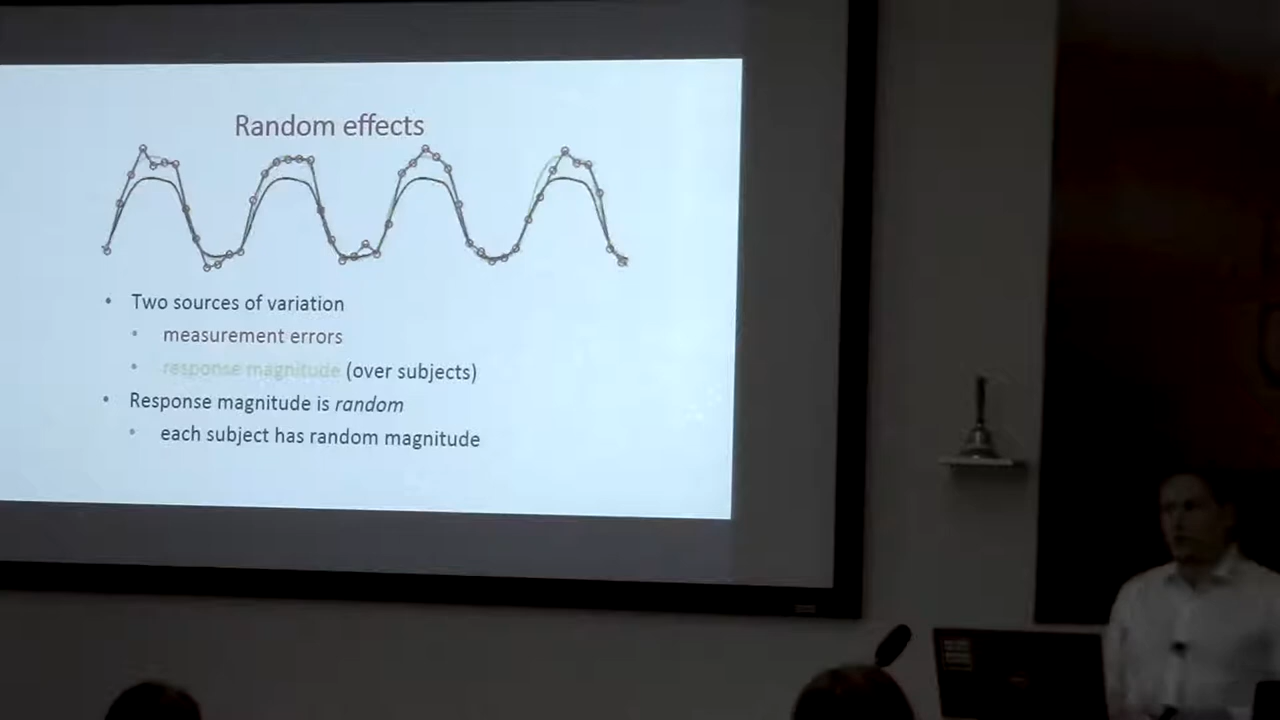 Random effects
• Two sources of variation
• measurement errors
• response magnitude (over subjects)
• Response magnitude is random
• each subject has random magnitude